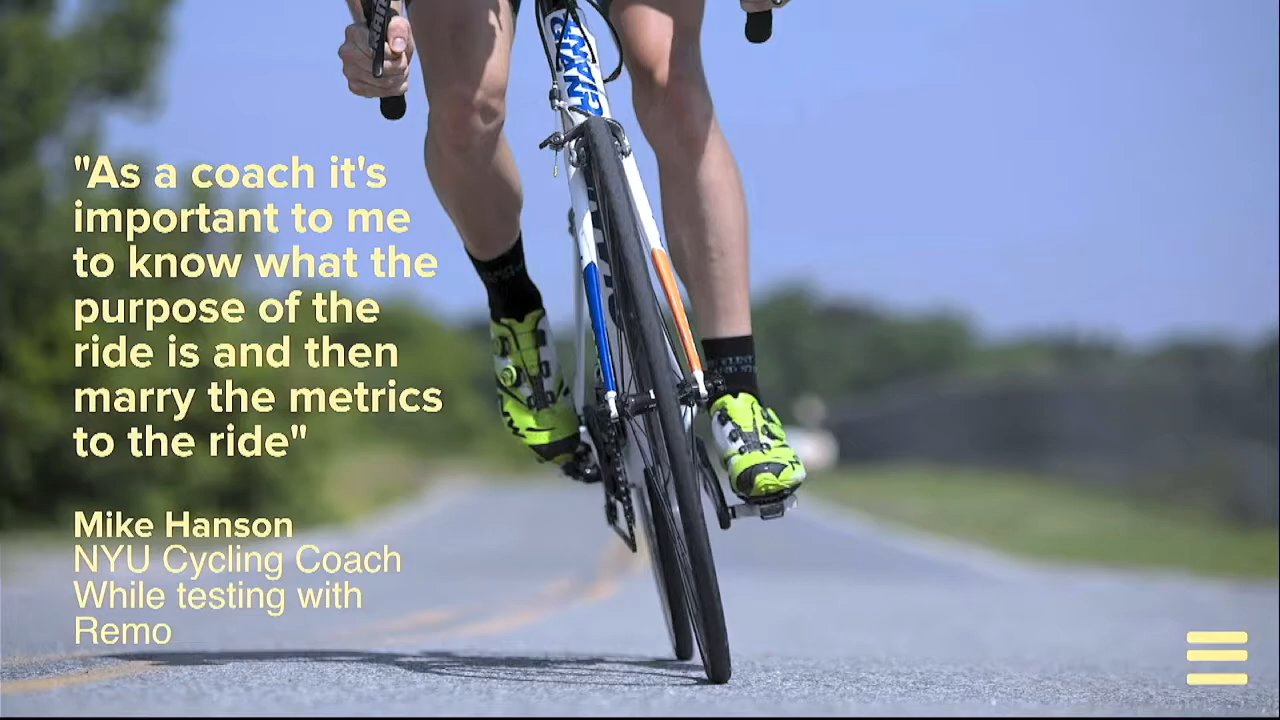 GIANT
"As a coach it's
important to me
to know what the
purpose of the
ride is and then
marry the metrics
to the ride"
Mike Hanson
NYU Cycling Coach
While testing with
Remo